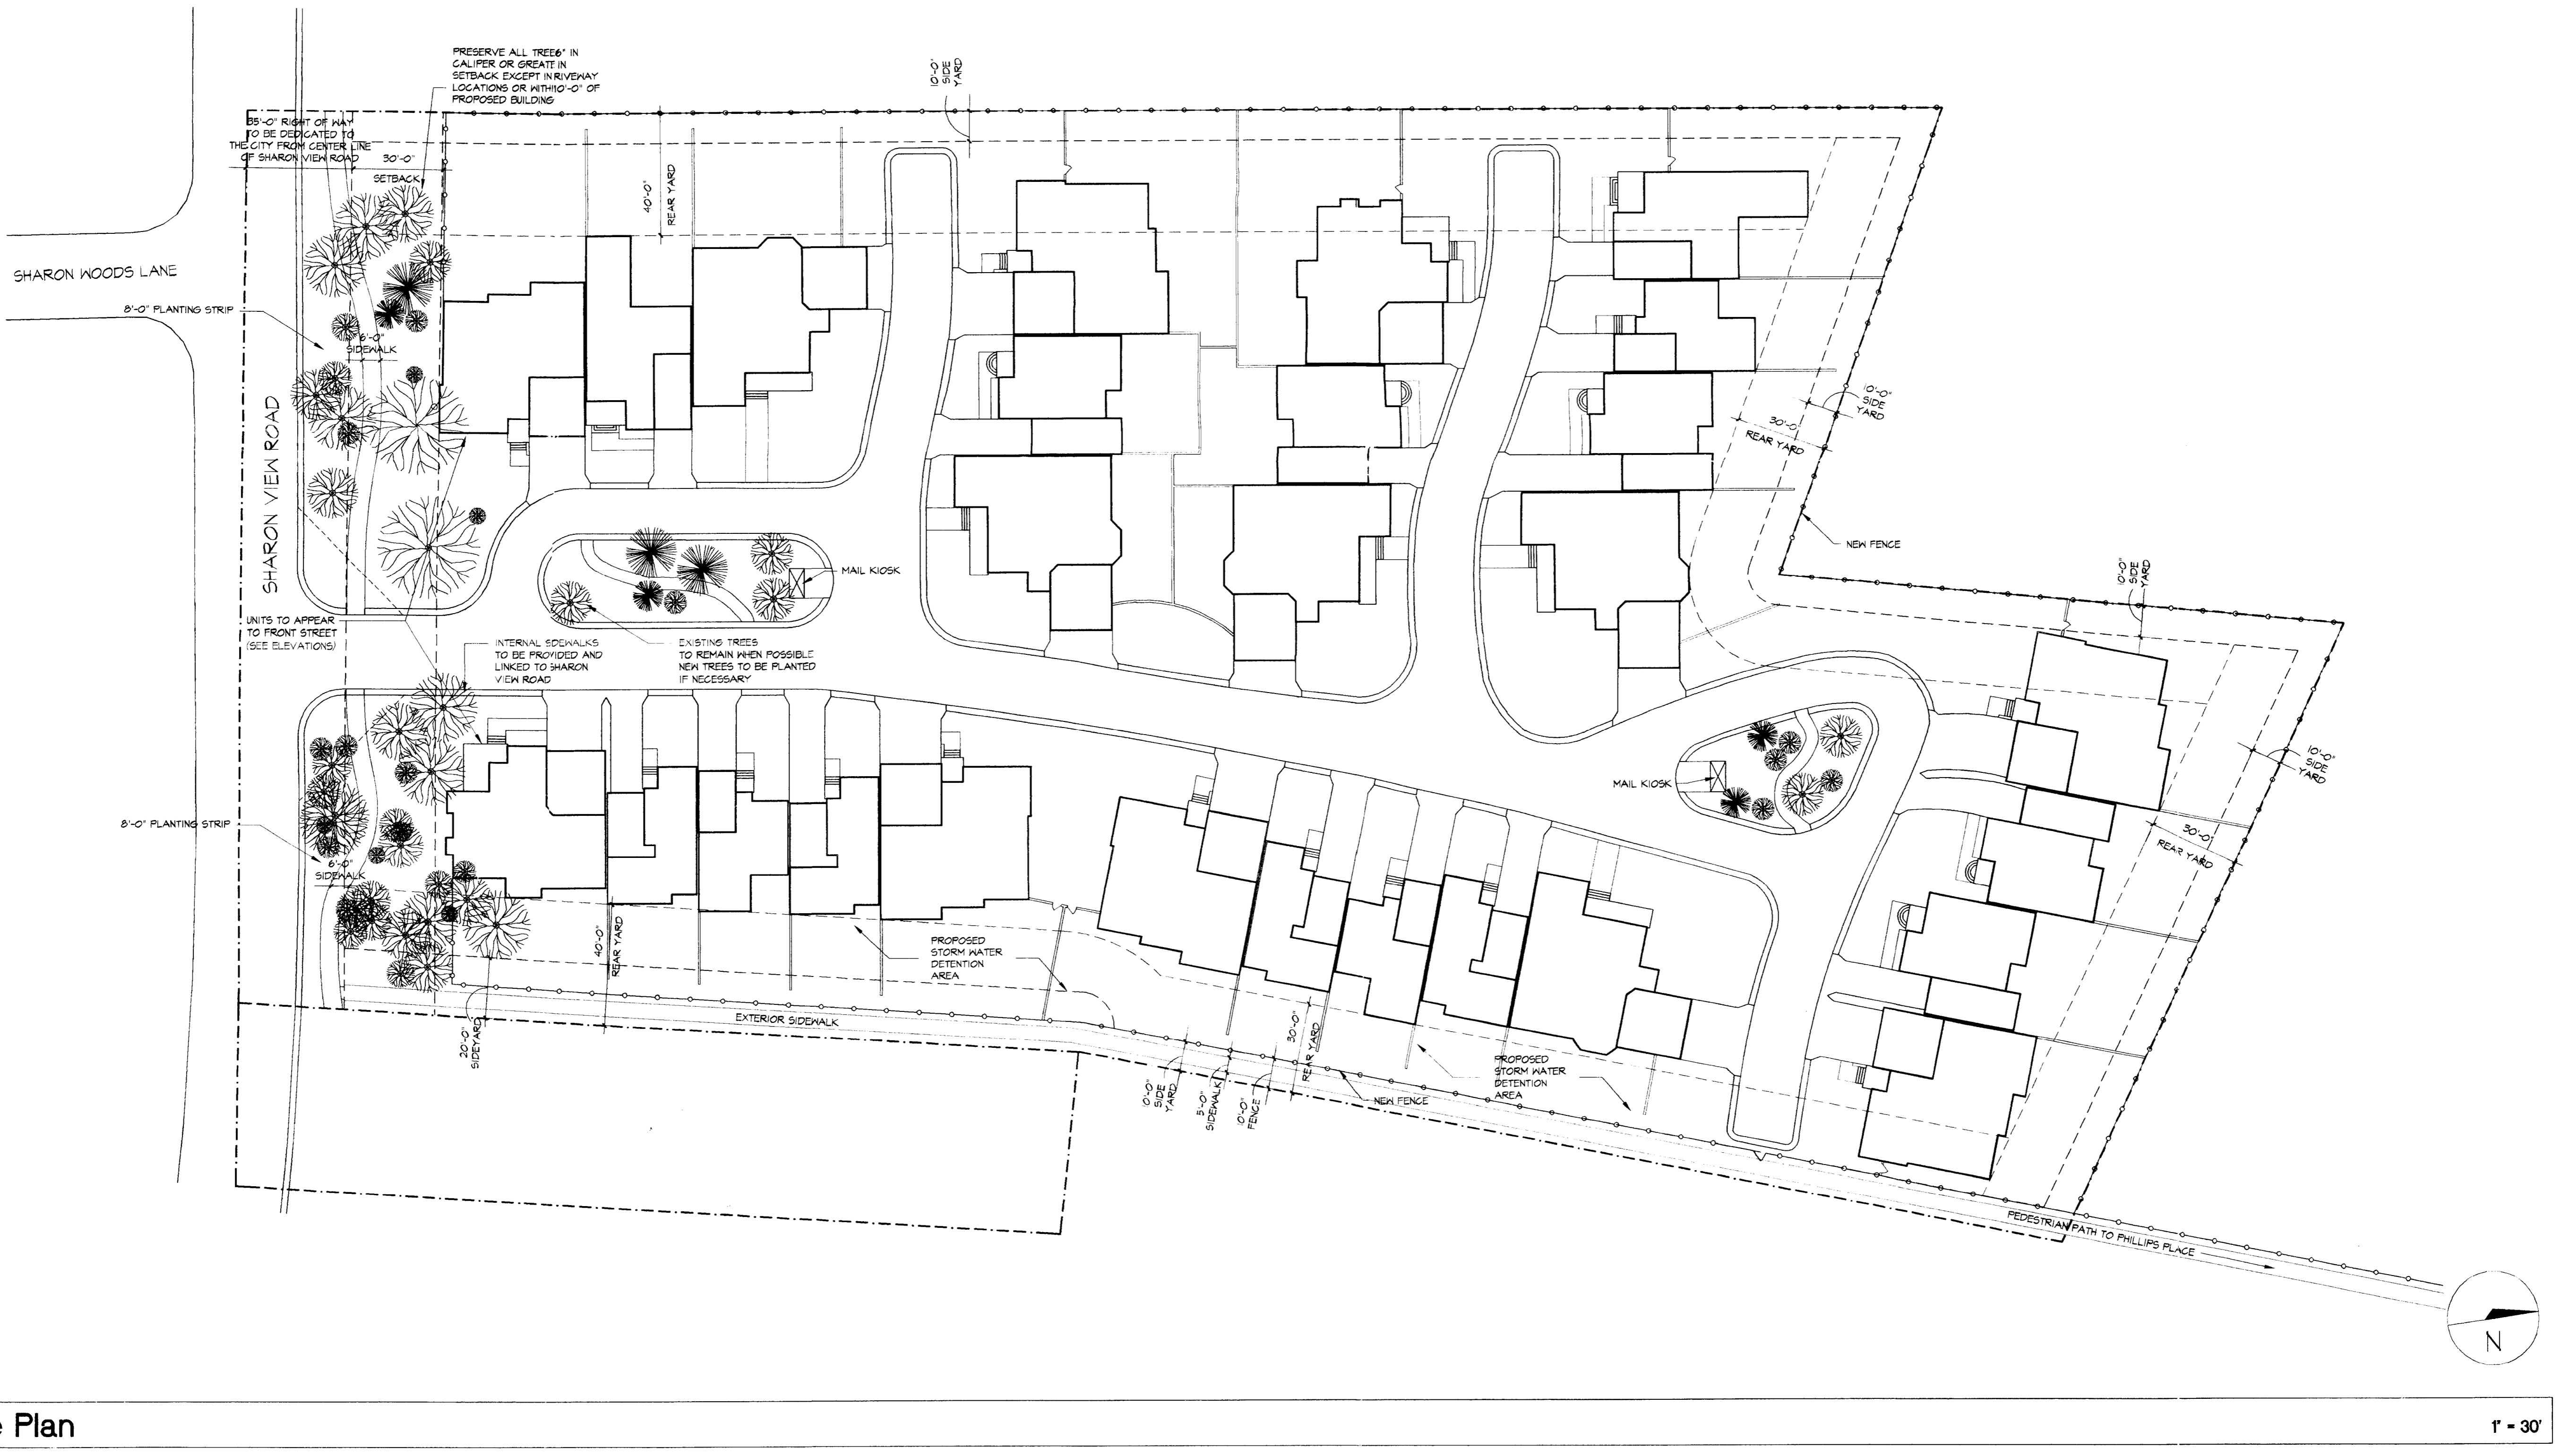 PRESERVE ALL TREE6" IN
CALIPER OR GREATE IN
SETBACK EXCEPT IN RIVEWAY
LOCATIONS OR WITHI10'-0" OF
PROPOSED BUILDING
10'-0"
SIDE
YARD
35'-0" RIGHT OF WAY
TO BE DEDICATED TO
THE CITY FROM CENTER LINE
OF SHARON VIEW ROAD
30'-0"
SETBACK
40'-0"
REAR YARD
SHARON WOODS LANE
8'-0" PLANTING STRIP
6'-0"
SIDEWALK
SHARON VIEW ROAD
10'-0"
SIDE
YARD
30'-0"
REAR YARD
NEW FENCE
MAIL KIOSK
10'-0"
SIDE
YARD
UNITS TO APPEAR
TO FRONT STREET
(SEE ELEVATIONS)
INTERNAL SDEWALKS
TO BE PROVIDED AND
LINKED TO SHARON
VIEW ROAD
EXISTING TREES
TO REMAIN WHEN POSSIBLE
NEW TREES TO BE PLANTED
IF NECESSARY
10'-0"
SIDE
YARD
MAIL KIOSK
8'-0" PLANTING STRIP
6'-0"
SIDEWALK
30'-0"
REAR YARD
40'-0"
REAR YARD
PROPOSED
STORM WATER
DETENTION
AREA
EXTERIOR SIDEWALK
20'-0"
SIDEYARD
10'-0"
SIDE
YARD
5'-0"
SIDEWALK
10'-0"
FENCE
30'-0"
REAR YARD
NEW FENCE
PROPOSED
STORM WATER
DETENTION
AREA
PEDESTRIAN PATH TO PHILLIPS PLACE
N
e Plan
1" = 30'